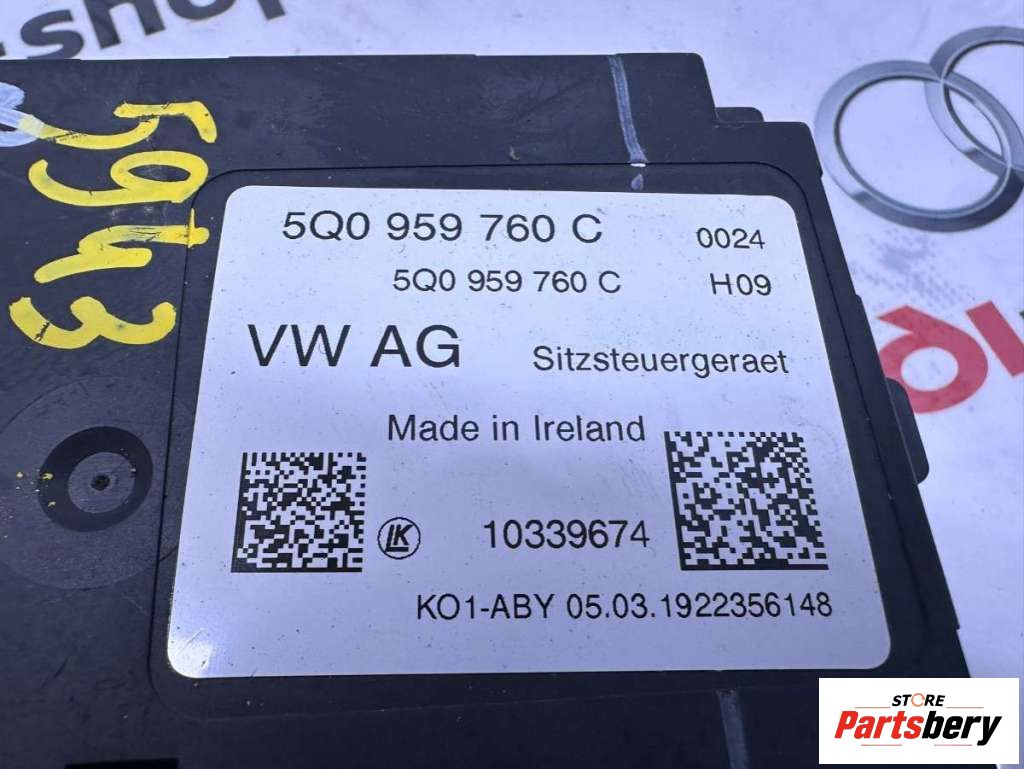 -shop
5943
5Q0 959 760 C 0024
5Q0 959 760 C H09
VW AG Sitzsteuergeraet
Made in Ireland
LK 10339674
KO1-ABY 05.03.1922356148
STORE
Partsbery